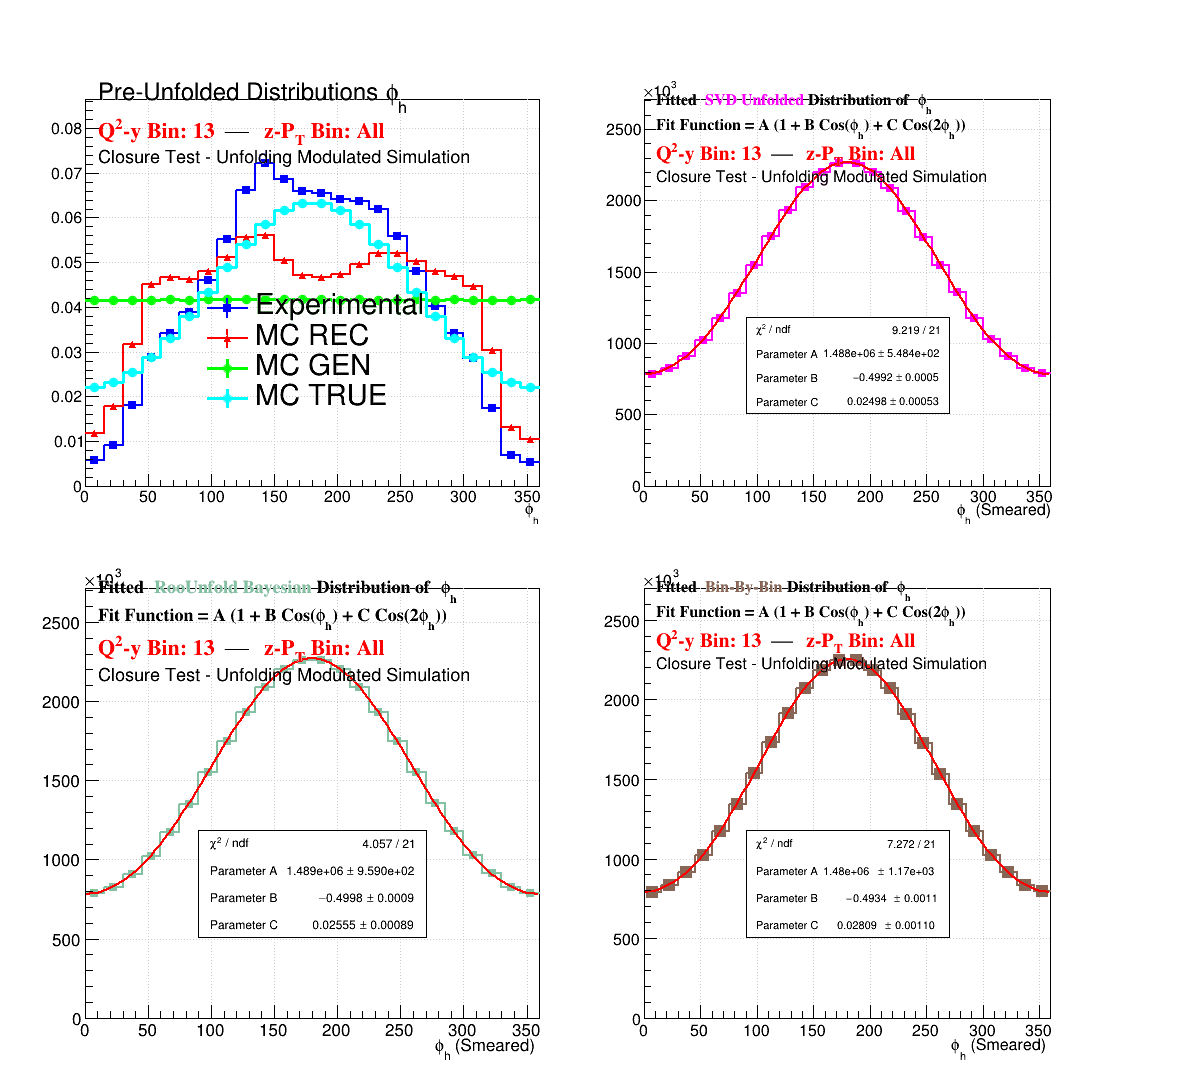 Pre-Unfolded Distributions ϕh
Q²-y Bin: 13 — z-PT Bin: All
Closure Test - Unfolding Modulated Simulation
0.08
0.07
0.06
0.05
0.04
0.03
0.02
0.01
0
Experimental
MC REC
MC GEN
MC TRUE
0 50 100 150 200 250 300 350
ϕh
×10³
Fitted SVD Unfolded Distribution of ϕh
Fit Function = A (1 + B Cos(ϕh) + C Cos(2ϕh))
Q²-y Bin: 13 — z-PT Bin: All
Closure Test - Unfolding Modulated Simulation
2500
2000
1500
1000
500
0
χ² / ndf 9.219 / 21
Parameter A 1.488e+06 ± 5.484e+02
Parameter B −0.4992 ± 0.0005
Parameter C 0.02498 ± 0.00053
0 50 100 150 200 250 300 350
ϕh (Smeared)
×10³
Fitted RooUnfold Bayesian Distribution of ϕh
Fit Function = A (1 + B Cos(ϕh) + C Cos(2ϕh))
Q²-y Bin: 13 — z-PT Bin: All
Closure Test - Unfolding Modulated Simulation
2500
2000
1500
1000
500
0
χ² / ndf 4.057 / 21
Parameter A 1.489e+06 ± 9.590e+02
Parameter B −0.4998 ± 0.0009
Parameter C 0.02555 ± 0.00089
0 50 100 150 200 250 300 350
ϕh (Smeared)
×10³
Fitted Bin-By-Bin Distribution of ϕh
Fit Function = A (1 + B Cos(ϕh) + C Cos(2ϕh))
Q²-y Bin: 13 — z-PT Bin: All
Closure Test - Unfolding Modulated Simulation
2500
2000
1500
1000
500
0
χ² / ndf 7.272 / 21
Parameter A 1.48e+06 ± 1.17e+03
Parameter B −0.4934 ± 0.0011
Parameter C 0.02809 ± 0.00110
0 50 100 150 200 250 300 350
ϕh (Smeared)